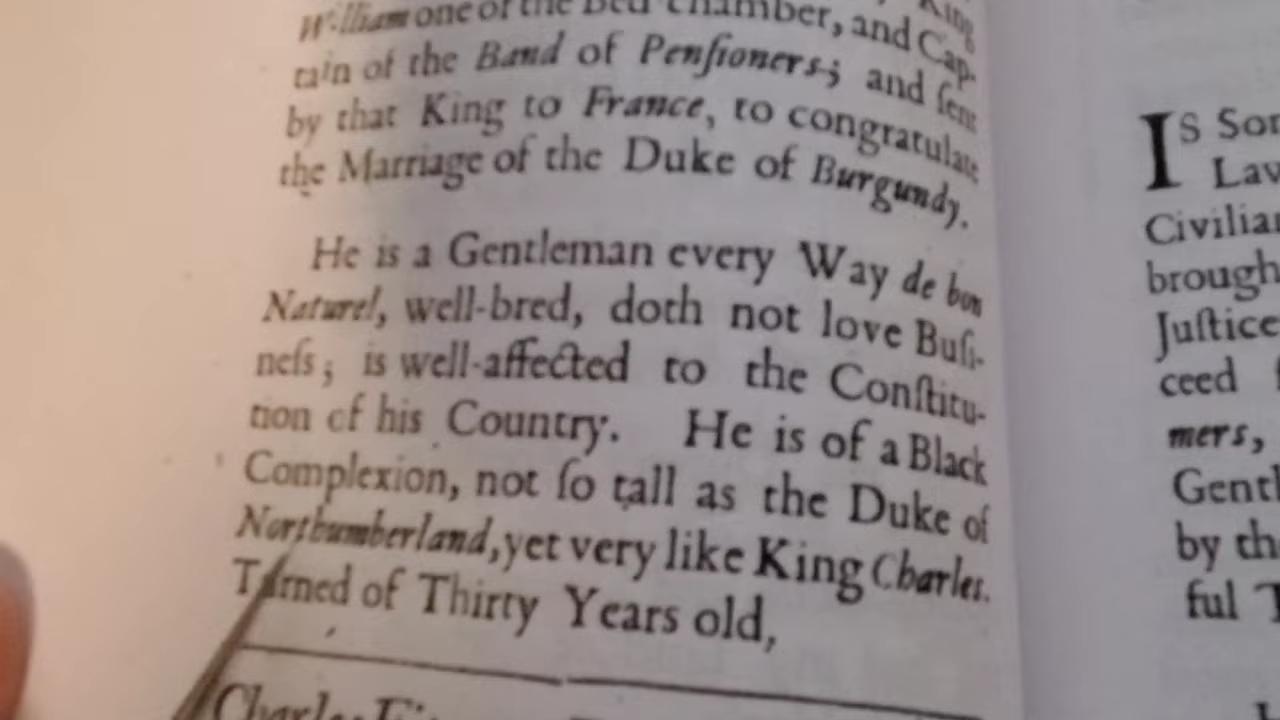 King
William one of the Bed-chamber, and Cap-
tain of the Band of Penſioners; and ſent
by that King to France, to congratulate
the Marriage of the Duke of Burgundy.
He is a Gentleman every Way de bon
Naturel, well-bred, doth not love Buſi-
neſs; is well-affected to the Conſtitu-
tion of his Country. He is of a Black
Complexion, not ſo tall as the Duke of
Northumberland, yet very like King Charles.
Turned of Thirty Years old,
Charles
IS
Law
Civilian
brough
Juſtice
ceed
mers,
Gentl
by th
ful T